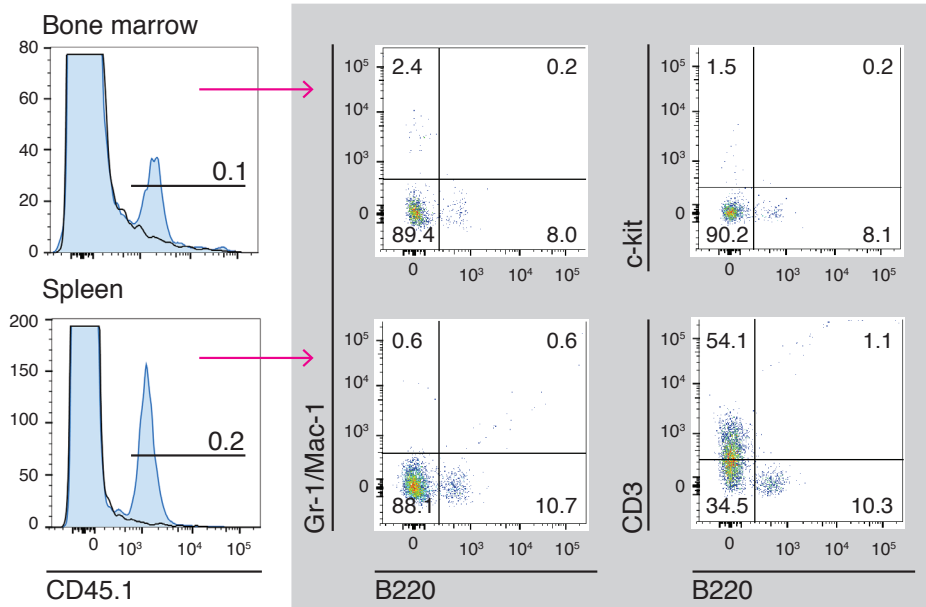 Bone marrow
80
60
40
20
0
0.1
Spleen
200
150
100
50
0
0.2
0 10³ 10⁴ 10⁵
CD45.1
Gr-1/Mac-1
10⁵
10⁴
10³
0
2.4 0.2
89.4 8.0
0 10³ 10⁴ 10⁵
c-kit
10⁵
10⁴
10³
0
1.5 0.2
90.2 8.1
0 10³ 10⁴ 10⁵
10⁵
10⁴
10³
0
0.6 0.6
88.1 10.7
0 10³ 10⁴ 10⁵
B220
CD3
10⁵
10⁴
10³
0
54.1 1.1
34.5 10.3
0 10³ 10⁴ 10⁵
B220